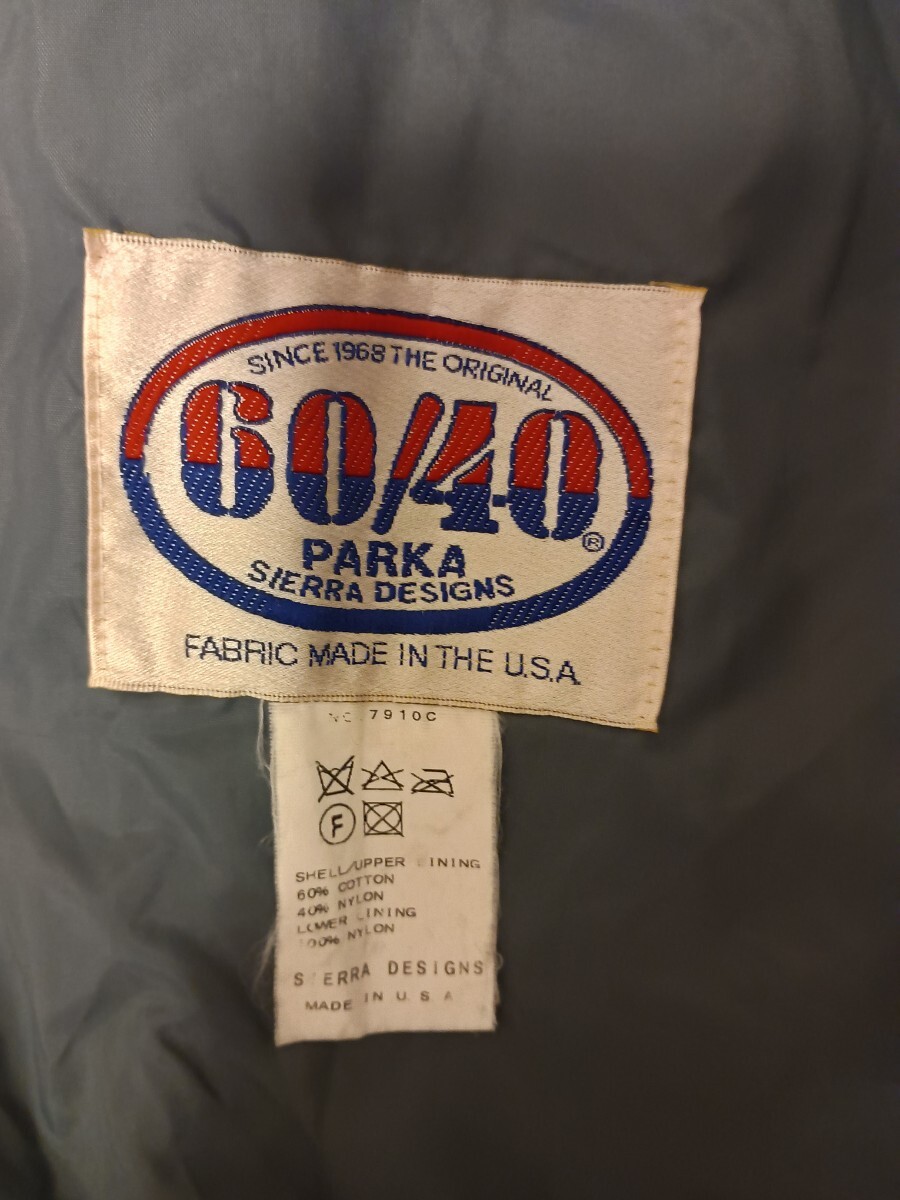 SINCE 1968 THE ORIGINAL
60/40®
PARKA
SIERRA DESIGNS
FABRIC MADE IN THE U.S.A.
7910C
F
SHELL/UPPER LINING
60% COTTON
40% NYLON
LOWER LINING
100% NYLON
SIERRA DESIGNS
MADE IN U S A